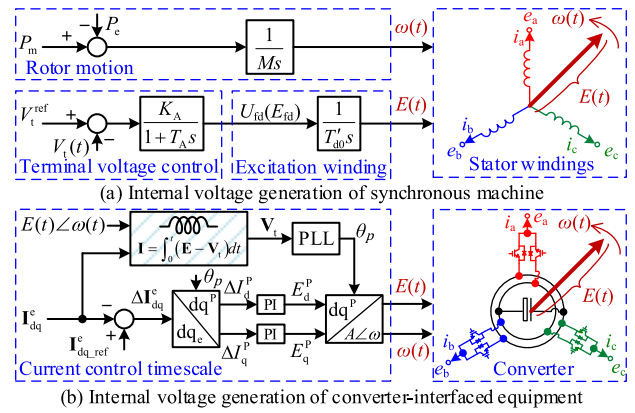 P_m + − P_e 1/Ms ω(t)
Rotor motion
V_t^ref + − V_t(t) K_A/(1+T_A s) U_fd(E_fd) 1/(T'_d0 s) E(t)
Terminal voltage control
Excitation winding
e_a ω(t)
i_a
E(t)
i_b i_c
e_b e_c
Stator windings
(a) Internal voltage generation of synchronous machine
E(t)∠ω(t) I = ∫_0^t (E − V_t)dt V_t PLL θ_p
I_dq^e − + ΔI_dq^e I_dq_ref^e
θ_p dq^P dq_e
ΔI_d^P PI E_d^P
ΔI_q^P PI E_q^P
dq^P A∠ω
E(t)
ω(t)
Current control timescale
e_a ω(t)
i_a
E(t)
i_b i_c
e_b e_c
Converter
(b) Internal voltage generation of converter-interfaced equipment